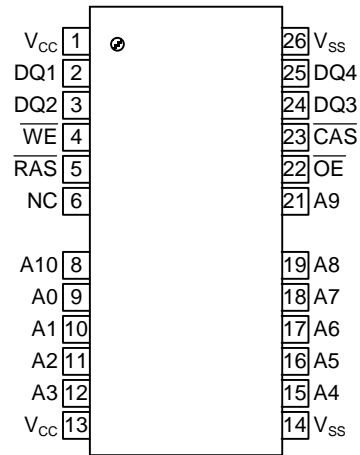 VCC 1 26 VSS
DQ1 2 25 DQ4
DQ2 3 24 DQ3
WE 4 23 CAS
RAS 5 22 OE
NC 6 21 A9
A10 8 19 A8
A0 9 18 A7
A1 10 17 A6
A2 11 16 A5
A3 12 15 A4
VCC 13 14 VSS